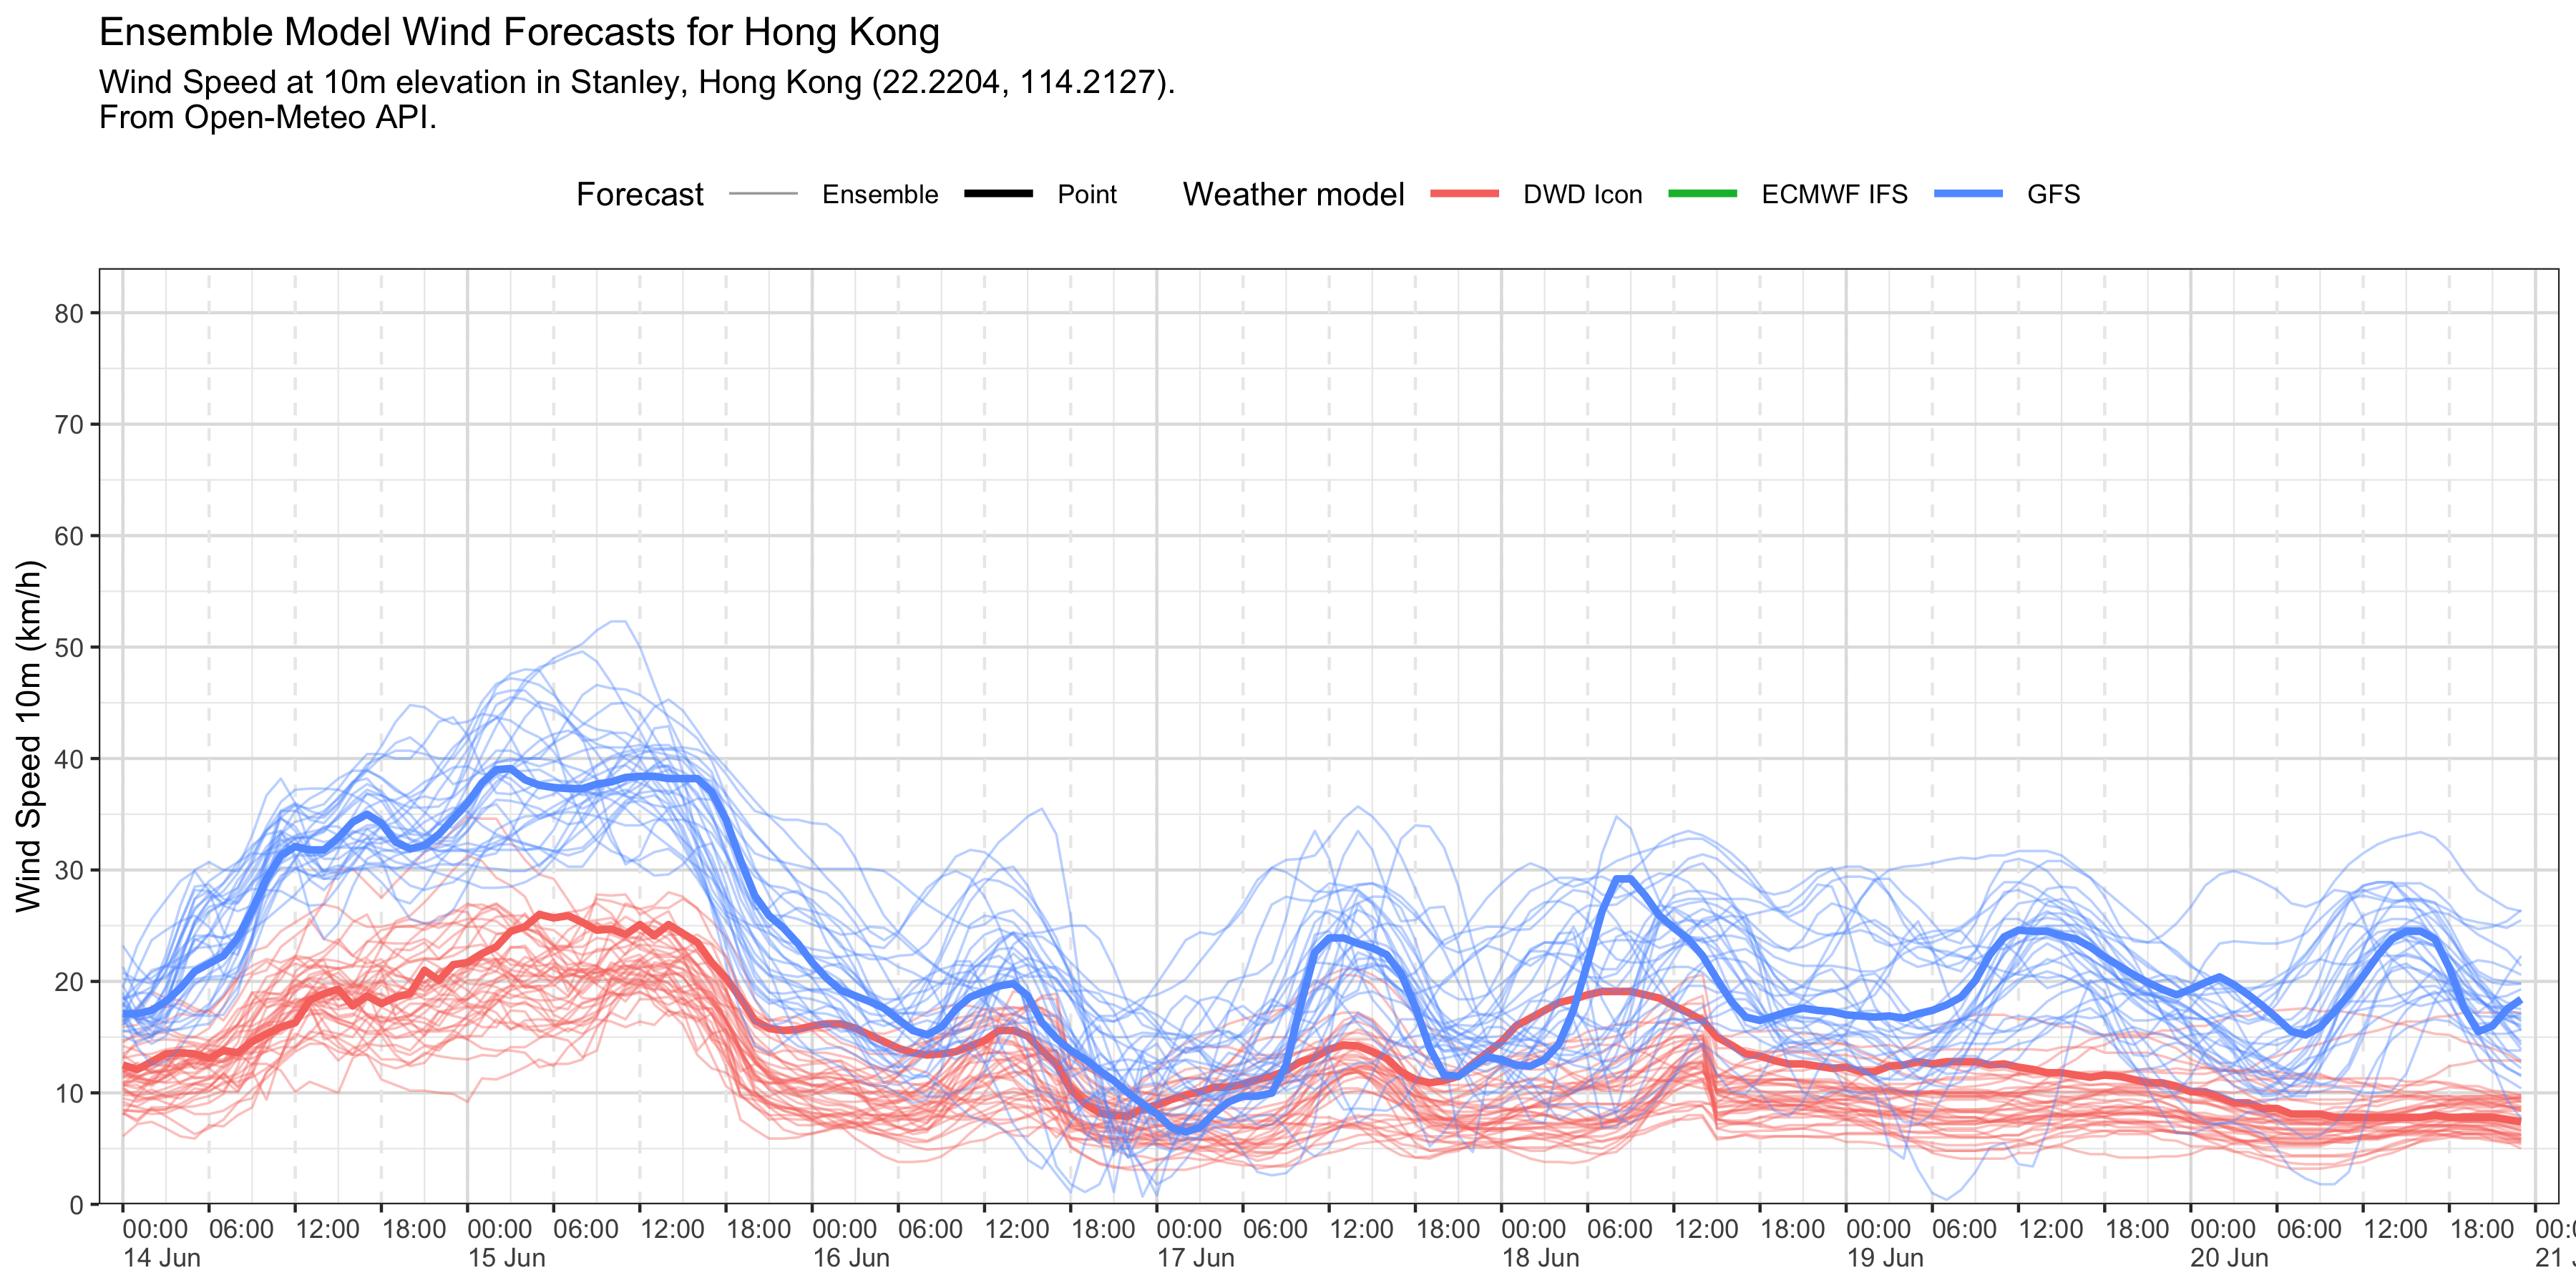 Ensemble Model Wind Forecasts for Hong Kong
Wind Speed at 10m elevation in Stanley, Hong Kong (22.2204, 114.2127).
From Open-Meteo API.
Forecast Ensemble Point Weather model DWD Icon ECMWF IFS GFS
Wind Speed 10m (km/h)
80
70
60
50
40
30
20
10
0
00:00 06:00 12:00 18:00 00:00 06:00 12:00 18:00 00:00 06:00 12:00 18:00 00:00 06:00 12:00 18:00 00:00 06:00 12:00 18:00 00:00 06:00 12:00 18:00 00:00 06:00 12:00 18:00
14 Jun 15 Jun 16 Jun 17 Jun 18 Jun 19 Jun 20 Jun 21